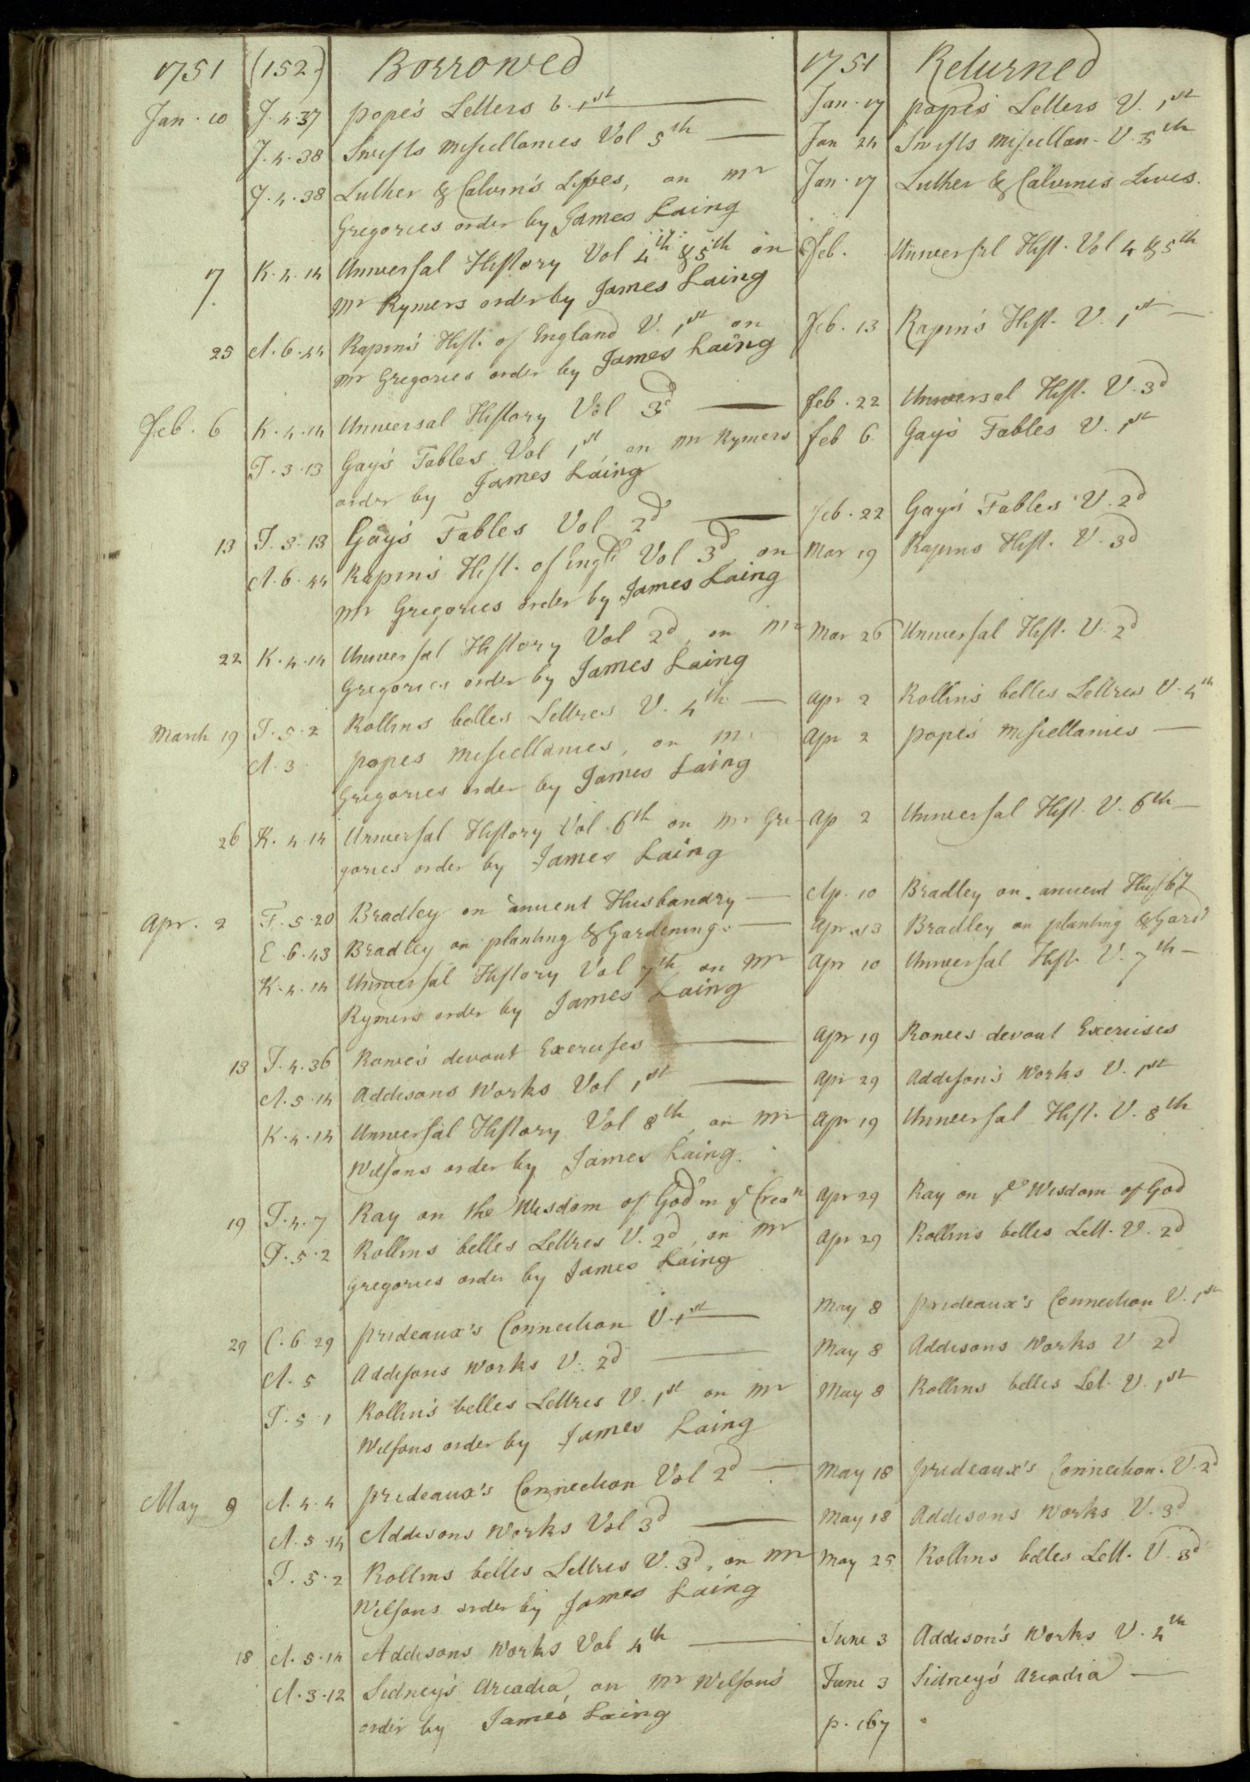 1751 (152) Borrowed 1751 Returned
Jan. 10 J.4.37 pope's Letters V. 1st Jan. 17 popes Letters V. 1st
J.4.38 Swifts Miscellanies Vol 5th Jan 24 Swifts Miscellan. V. 5th
J.4.38 Luther & Calvin's Lives, on Mr Jan. 17 Luther & Calvines Lives.
Gregories order by James Laing
17. K.4.14 Universal History Vol 4th & 5th on Feb. Universal Hist. Vol 4 & 5th
Mr Rymers order by James Laing
25 A.6.44 Rapin's Hist. of England V. 1st on Feb. 13 Rapin's Hist. V. 1st
Mr Gregories order by James Laing
Feb. 6 K.4.14 Universal History Vol 3d Feb. 22 Universal Hist. V. 3d
J.3.13 Gay's Fables Vol 1st, on Mr Rymers Feb 6 Gay's Fables V. 1st
order by James Laing
13 J.3.13 Gay's Fables Vol 2d Feb. 22 Gay's Fables V. 2d
A.6.44 Rapin's Hist. of Engld Vol 3d, on Mar 19 Rapins Hist. V. 3d
Mr Gregories order by James Laing
22 K.4.14 Universal History Vol 2d, on Mr Mar 26 Universal Hist. V. 2d
Gregories order by James Laing
March 19 J.5.2 Rollins belles Lettres V. 4th Apr 2 Rollins belles Lettres V. 4th
A.3 popes Miscellanies, on Mr Apr 2 popes Miscellanies
Gregories order by James Laing
26 K.4.14 Universal History Vol. 6th on Mr Gre- Ap 2 Universal Hist. V. 6th
gories order by James Laing
Apr. 2 F.5.20 Bradley on ancient Husbandry Ap. 10 Bradley on ancient
E.6.43 Bradley on planting & Gardening. Apr 13 Bradley on planting & Gard
K.4.14 Universal History Vol 7th, on Mr Apr 10 Universal Hist. V. 7th
Rymers order by James Laing
13 J.4.36 Rowe's devout Exercises Apr 19 Rowes devout Exercises
A.5.14 Addisons Works Vol 1st Apr 29 Addison's Works V. 1st
K.4.14 Universal History Vol 8th, on Mr Apr 19 Universal Hist. V. 8th
Wilsons order by James Laing.
19 J.4.7 Ray on the Wisdom of God in ye Crean Apr 29 Ray on ye Wisdom of God
J.5.2 Rollins belles Lettres V. 2d, on Mr Apr 29 Rollins belles Lett. V. 2d
Gregories order by James Laing
29 C.6.29 prideaux's Connection V. 1st May 8 prideaux's Connection V. 1st
A.5 Addisons Works V. 2d May 8 Addisons Works V 2d
J.5.1 Rollin's belles Lettres V. 1st on Mr May 8 Rollins belles Let. V. 1st
Wilsons order by James Laing
May 9 A.4.4 prideaux's Connection Vol 2d May 18 prideaux's Connection. V. 2d
A.5.14 Addisons Works Vol 3d May 18 Addisons Works V. 3d
J.5.2 Rollins belles Lettres V. 3d, on Mr May 25 Rollins belles Lett. V. 3d
Wilsons order by James Laing
18 A.5.14 Addisons Works Vol 4th June 3 Addison's Works V. 4th
A.3.12 Sidney's Arcadia, on Mr Wilson's June 3 Sidney's Arcadia
order by James Laing p. 167